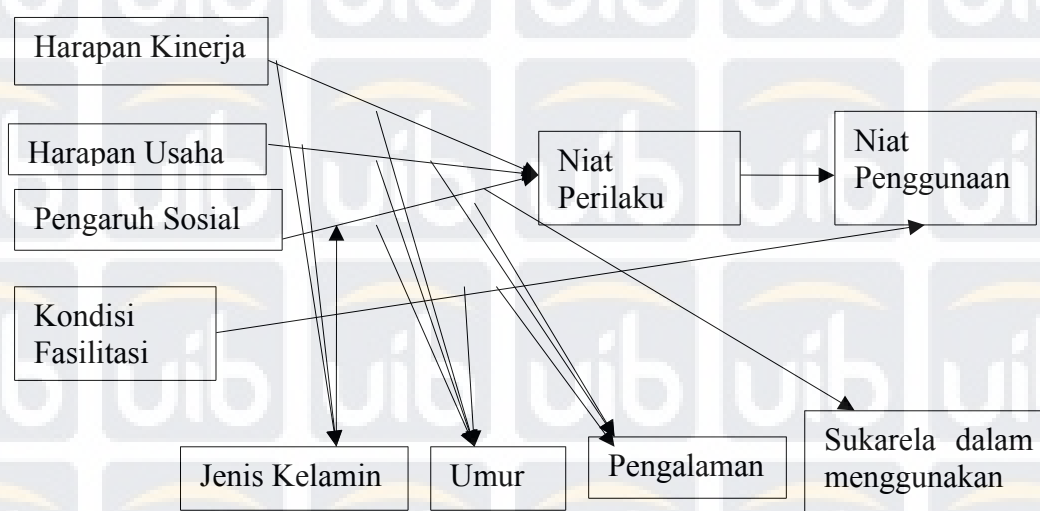 Harapan Kinerja
Harapan Usaha
Pengaruh Sosial
Kondisi
Fasilitasi
Niat
Perilaku
Niat
Penggunaan
Jenis Kelamin
Umur
Pengalaman
Sukarela dalam
menggunakan
uib